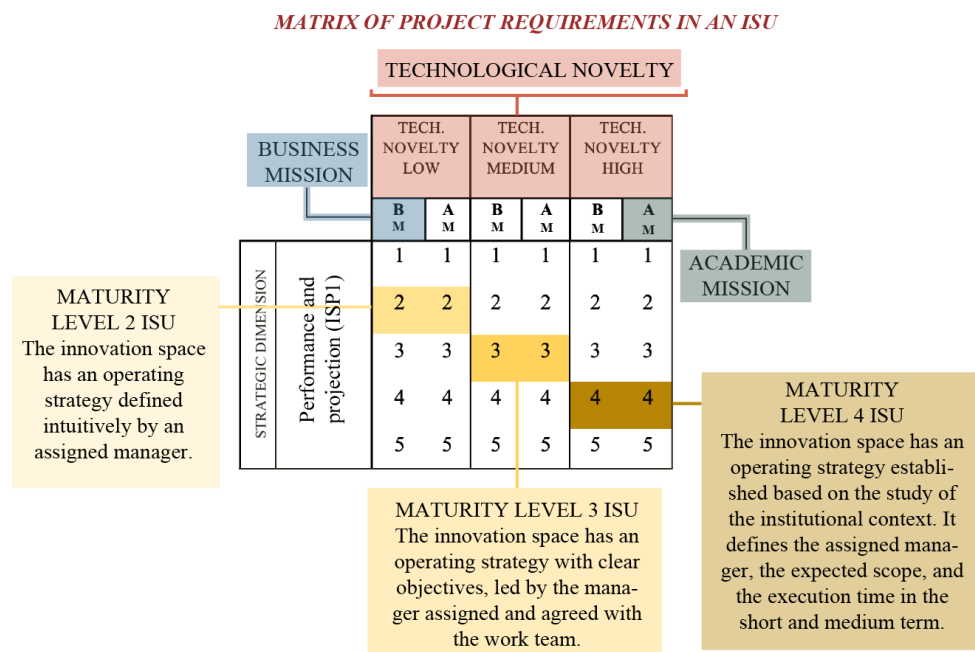 MATRIX OF PROJECT REQUIREMENTS IN AN ISU
TECHNOLOGICAL NOVELTY
BUSINESS
MISSION
TECH.
NOVELTY
LOW
TECH.
NOVELTY
MEDIUM
TECH.
NOVELTY
HIGH
B A B A B A
M M M M M M
ACADEMIC
MISSION
STRATEGIC DIMENSION
Performance and
projection (ISP1)
1 1 1 1 1 1
2 2 2 2 2 2
3 3 3 3 3 3
4 4 4 4 4 4
5 5 5 5 5 5
MATURITY
LEVEL 2 ISU
The innovation space
has an operating
strategy defined
intuitively by an
assigned manager.
MATURITY LEVEL 3 ISU
The innovation space has an
operating strategy with clear
objectives, led by the mana-
ger assigned and agreed with
the work team.
MATURITY
LEVEL 4 ISU
The innovation space has an
operating strategy establi-
shed based on the study of
the institutional context. It
defines the assigned mana-
ger, the expected scope, and
the execution time in the
short and medium term.